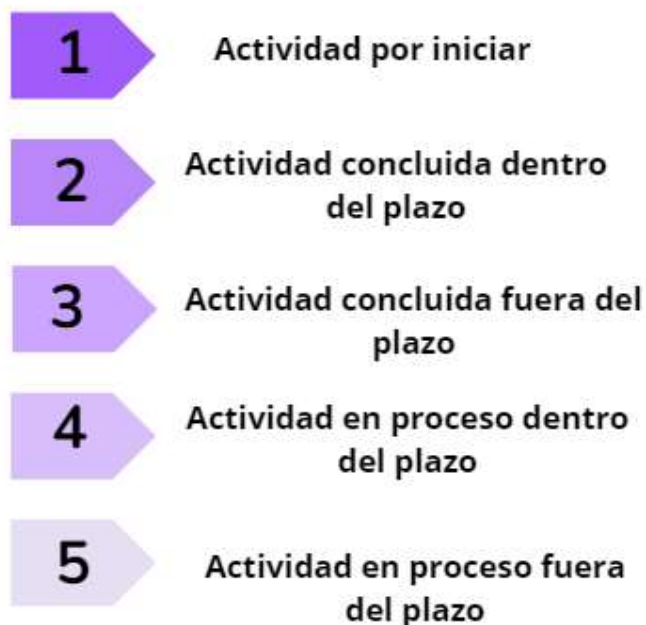 1 Actividad por iniciar
2 Actividad concluida dentro
del plazo
3 Actividad concluida fuera del
plazo
4 Actividad en proceso dentro
del plazo
5 Actividad en proceso fuera
del plazo